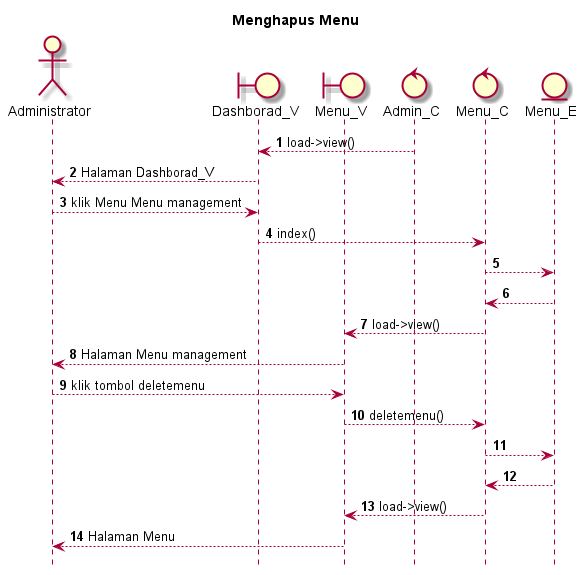 Menghapus Menu
Administrator Dashborad_V Menu_V Admin_C Menu_C Menu_E
1 load->view()
2 Halaman Dashborad_V
3 klik Menu Menu management
4 index()
5
6
7 load->view()
8 Halaman Menu management
9 klik tombol deletemenu
10 deletemenu()
11
12
13 load->view()
14 Halaman Menu